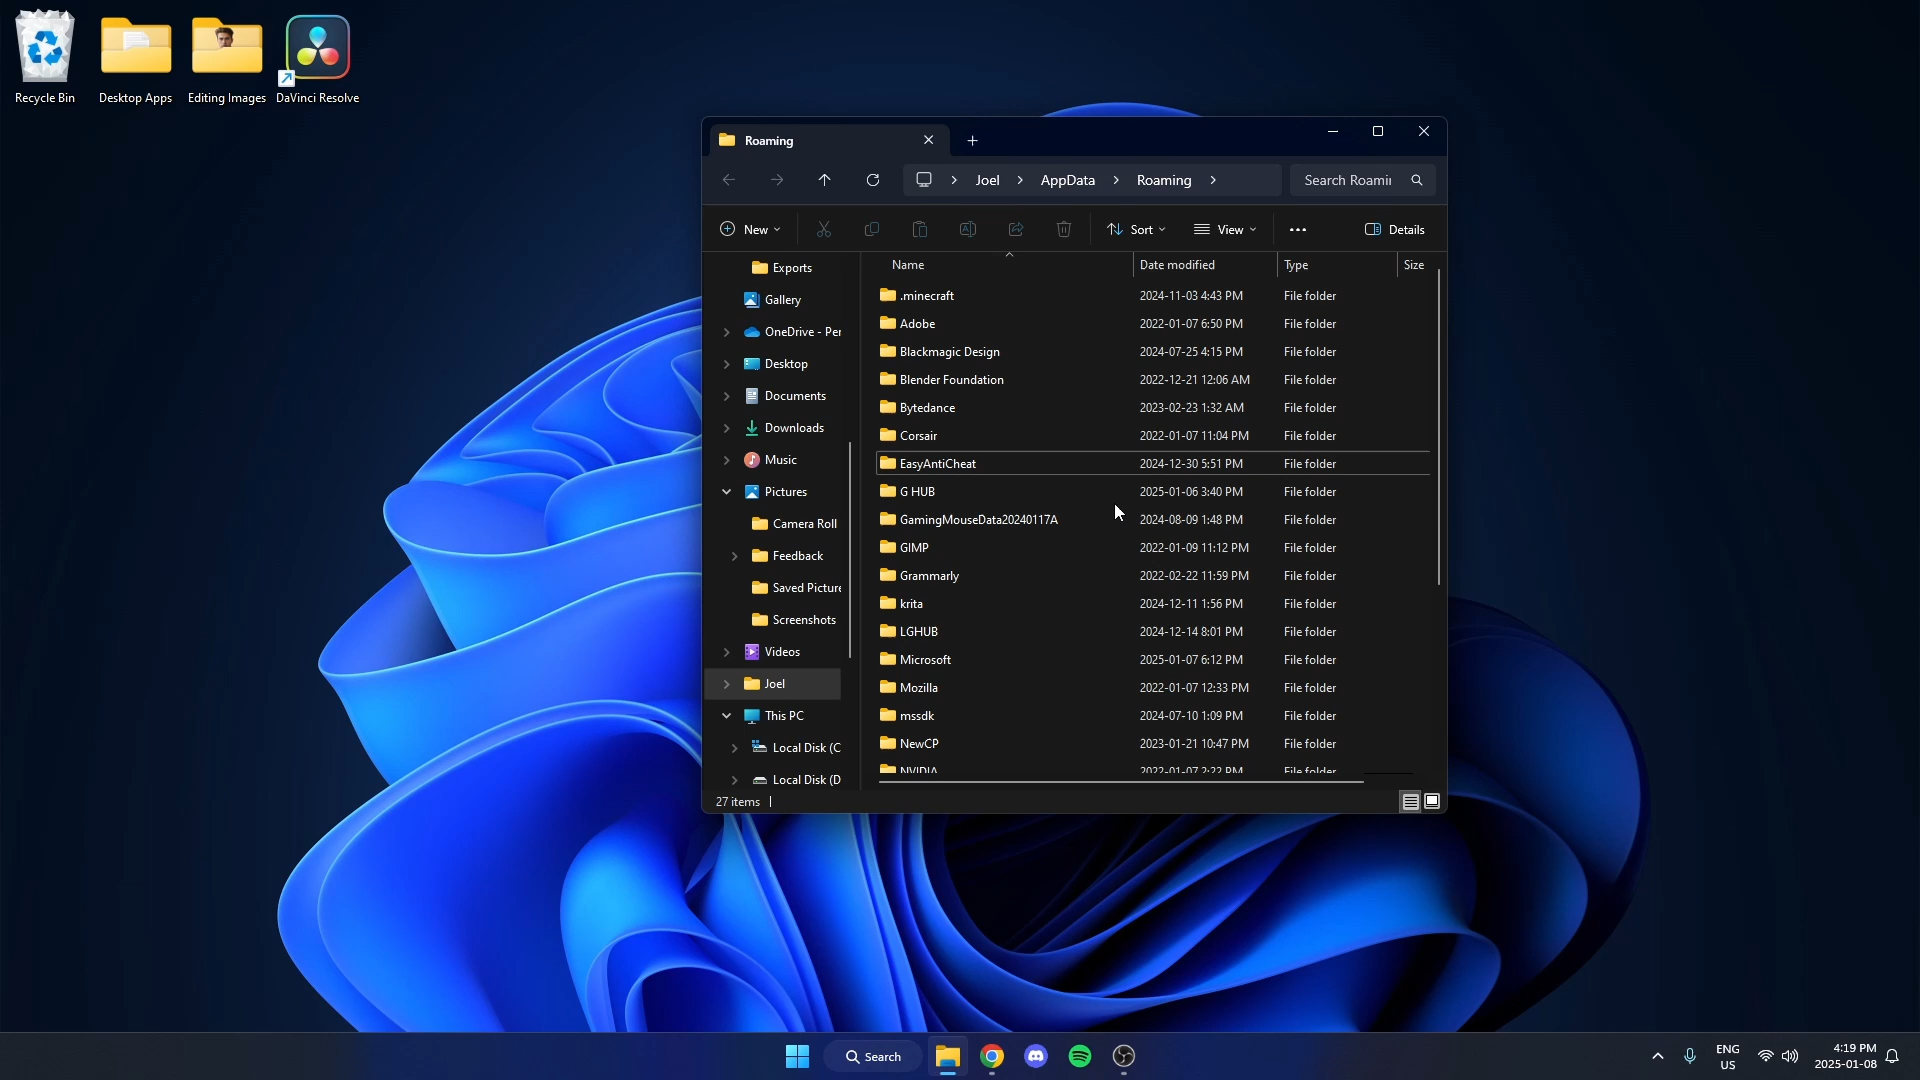 Recycle Bin
Desktop Apps
Editing Images
DaVinci Resolve
Roaming
Joel
AppData
Roaming
Search Roami
New
Sort
View
Details
Name
Date modified
Type
Size
Exports
Gallery
OneDrive - Per
Desktop
Documents
Downloads
Music
Pictures
Camera Roll
Feedback
Saved Picture
Screenshots
Videos
Joel
This PC
Local Disk (C
Local Disk (D
.minecraft 2024-11-03 4:43 PM File folder
Adobe 2022-01-07 6:50 PM File folder
Blackmagic Design 2024-07-25 4:15 PM File folder
Blender Foundation 2022-12-21 12:06 AM File folder
Bytedance 2023-02-23 1:32 AM File folder
Corsair 2022-01-07 11:04 PM File folder
EasyAntiCheat 2024-12-30 5:51 PM File folder
G HUB 2025-01-06 3:40 PM File folder
GamingMouseData20240117A 2024-08-09 1:48 PM File folder
GIMP 2022-01-09 11:12 PM File folder
Grammarly 2022-02-22 11:59 PM File folder
krita 2024-12-11 1:56 PM File folder
LGHUB 2024-12-14 8:01 PM File folder
Microsoft 2025-01-07 6:12 PM File folder
Mozilla 2022-01-07 12:33 PM File folder
mssdk 2024-07-10 1:09 PM File folder
NewCP 2023-01-21 10:47 PM File folder
NVIDIA 2022-01-07 2:22 PM File folder
27 items
Search
ENG
US
4:19 PM
2025-01-08